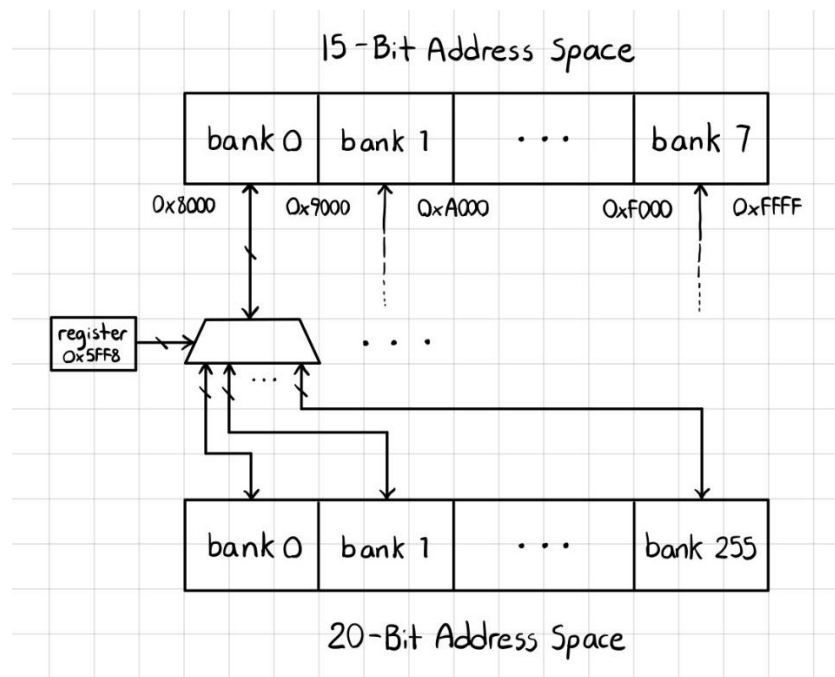 15-Bit Address Space
bank 0 bank 1 ... bank 7
0x8000 0x9000 0xA000 0xF000 0xFFFF
register
0x5FF8
...
...
bank 0 bank 1 ... bank 255
20-Bit Address Space